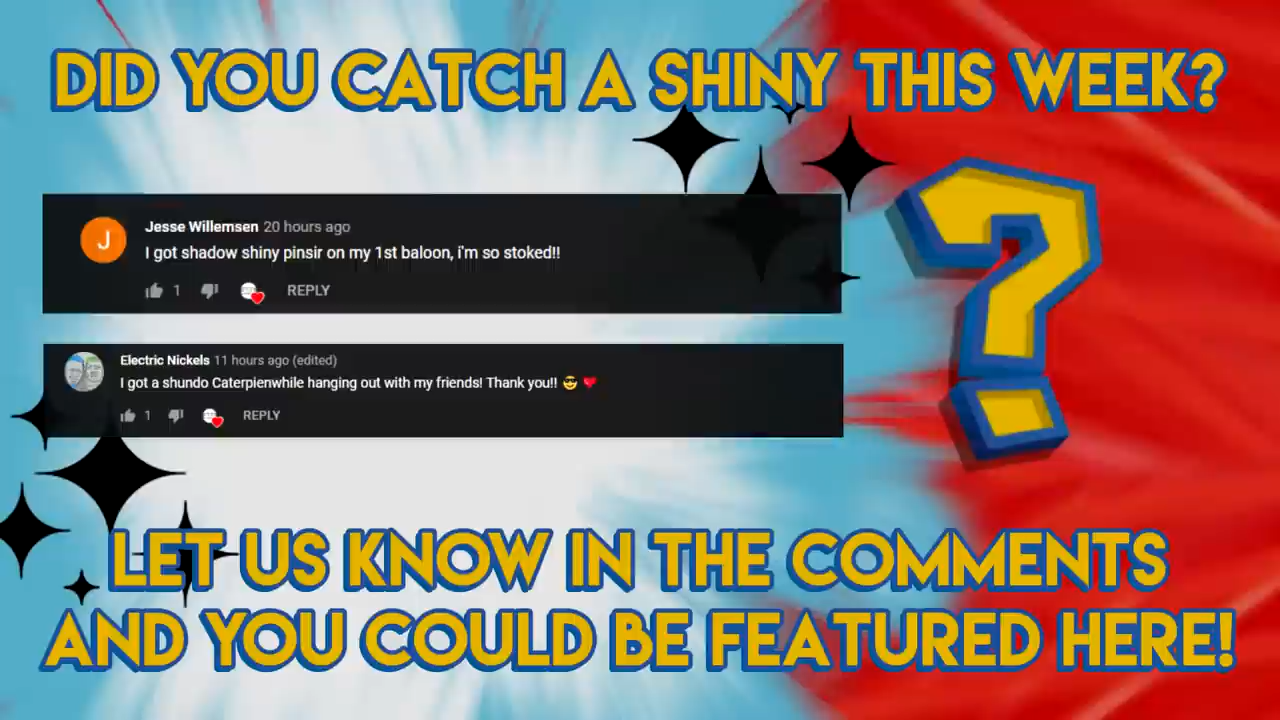 DID YOU CATCH A SHINY THIS WEEK?
J
Jesse Willemsen 20 hours ago
I got shadow shiny pinsir on my 1st baloon, i'm so stoked!!
1 REPLY
Electric Nickels 11 hours ago (edited)
I got a shundo Caterpienwhile hanging out with my friends! Thank you!! 😎 ♥
1 REPLY
?
LET US KNOW IN THE COMMENTS
AND YOU COULD BE FEATURED HERE!